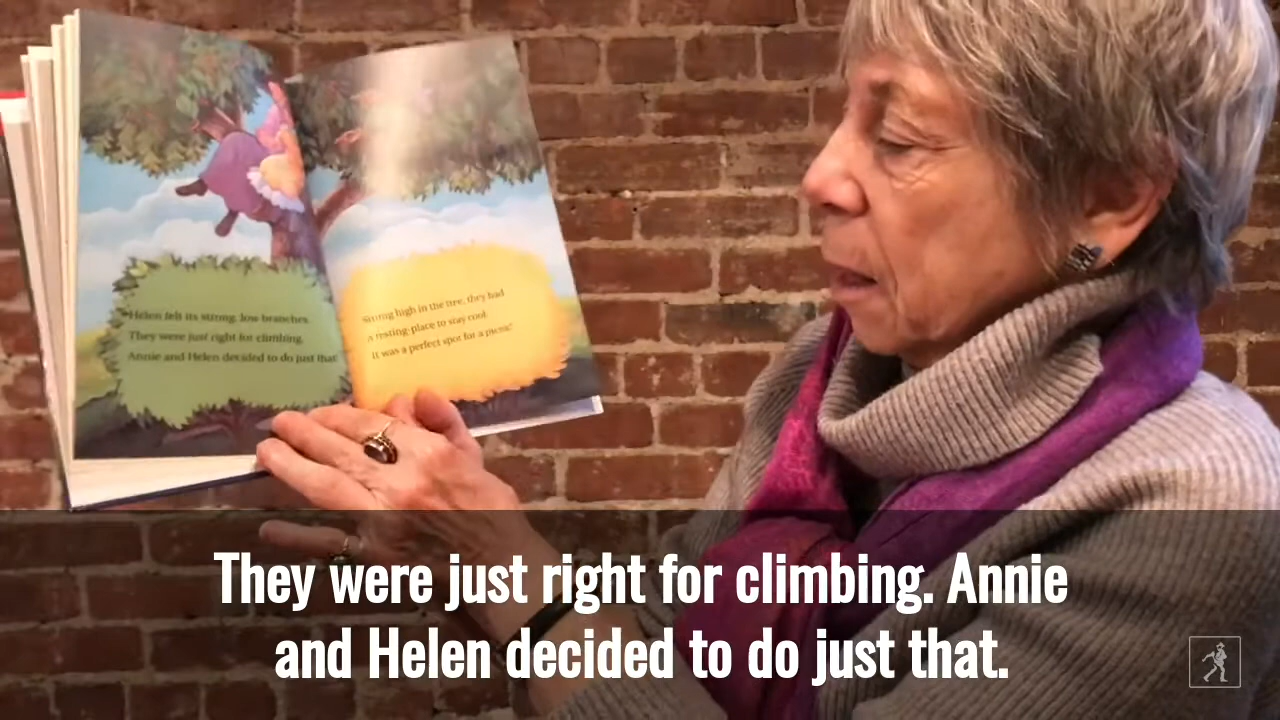 Helen felt its strong, low branches.
They were just right for climbing.
Annie and Helen decided to do just that.
Sitting high in the tree, they had
a resting-place to stay cool.
"It was a perfect spot for a picnic!"
They were just right for climbing. Annie
and Helen decided to do just that.